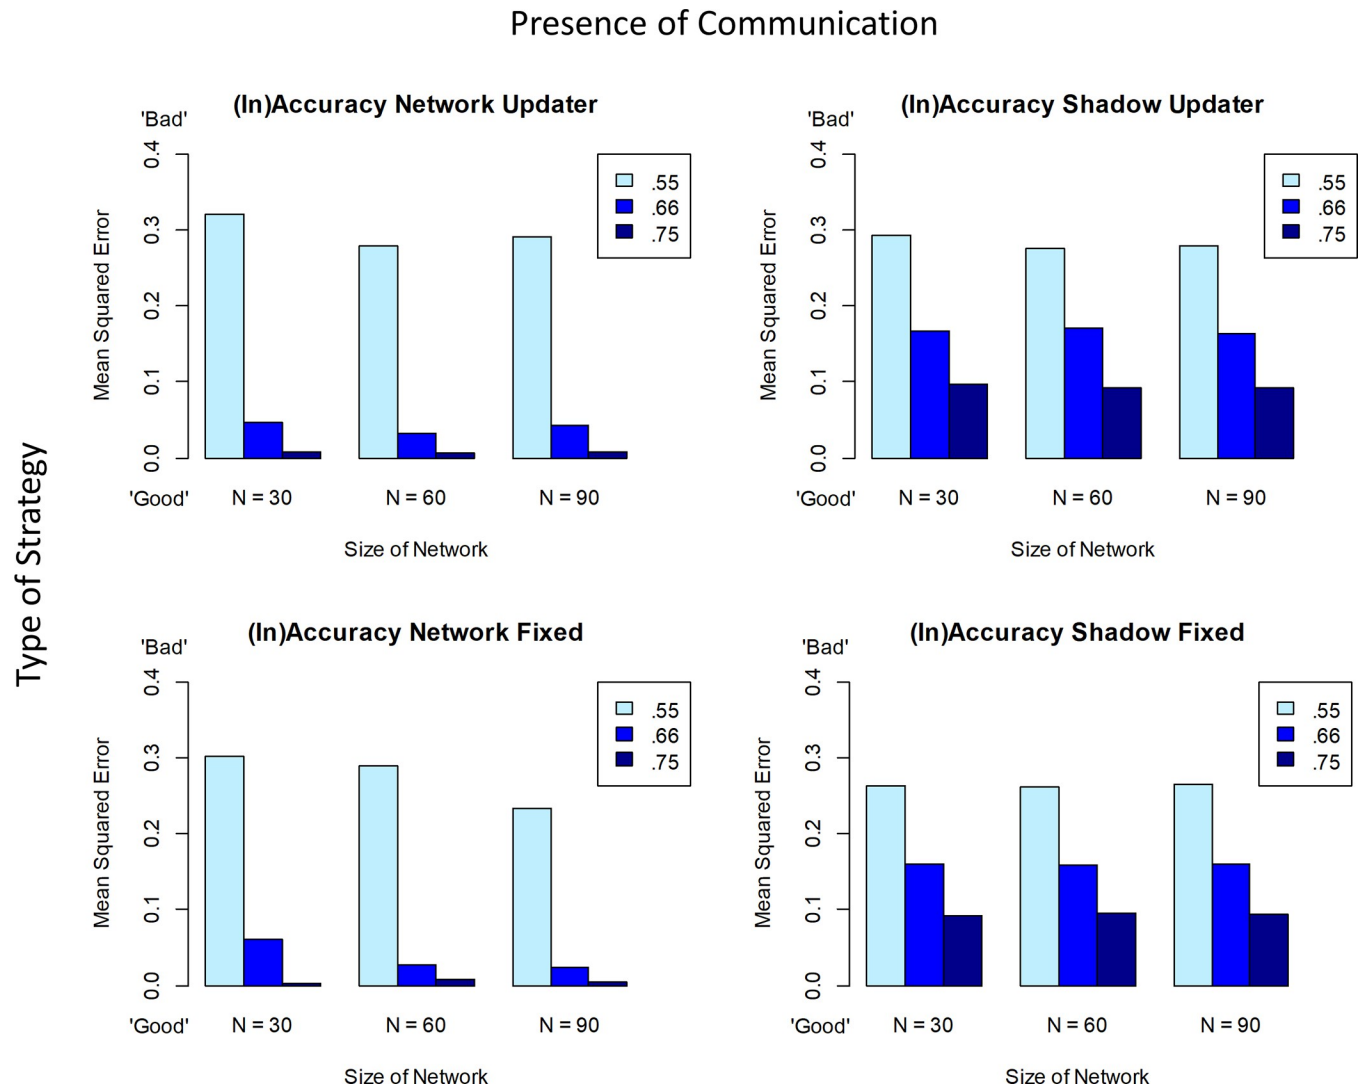 Presence of Communication
Type of Strategy
(In)Accuracy Network Updater
'Bad'
0.4
0.3
0.2
0.1
0.0
Mean Squared Error
.55
.66
.75
'Good'
N = 30
N = 60
N = 90
Size of Network
(In)Accuracy Shadow Updater
'Bad'
0.4
0.3
0.2
0.1
0.0
Mean Squared Error
.55
.66
.75
'Good'
N = 30
N = 60
N = 90
Size of Network
(In)Accuracy Network Fixed
'Bad'
0.4
0.3
0.2
0.1
0.0
Mean Squared Error
.55
.66
.75
'Good'
N = 30
N = 60
N = 90
Size of Network
(In)Accuracy Shadow Fixed
'Bad'
0.4
0.3
0.2
0.1
0.0
Mean Squared Error
.55
.66
.75
'Good'
N = 30
N = 60
N = 90
Size of Network